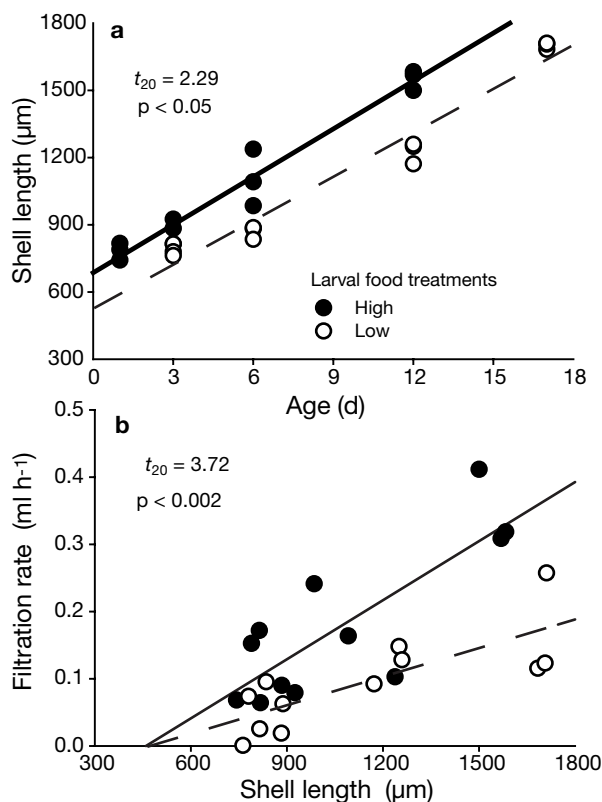 1800
a
t20 = 2.29
p < 0.05
1500
1200
900
600
300
Shell length (µm)
Larval food treatments
High
Low
0 3 6 9 12 15 18
Age (d)
0.5
b
t20 = 3.72
p < 0.002
0.4
0.3
0.2
0.1
0.0
Filtration rate (ml h-1)
300 600 900 1200 1500 1800
Shell length (µm)